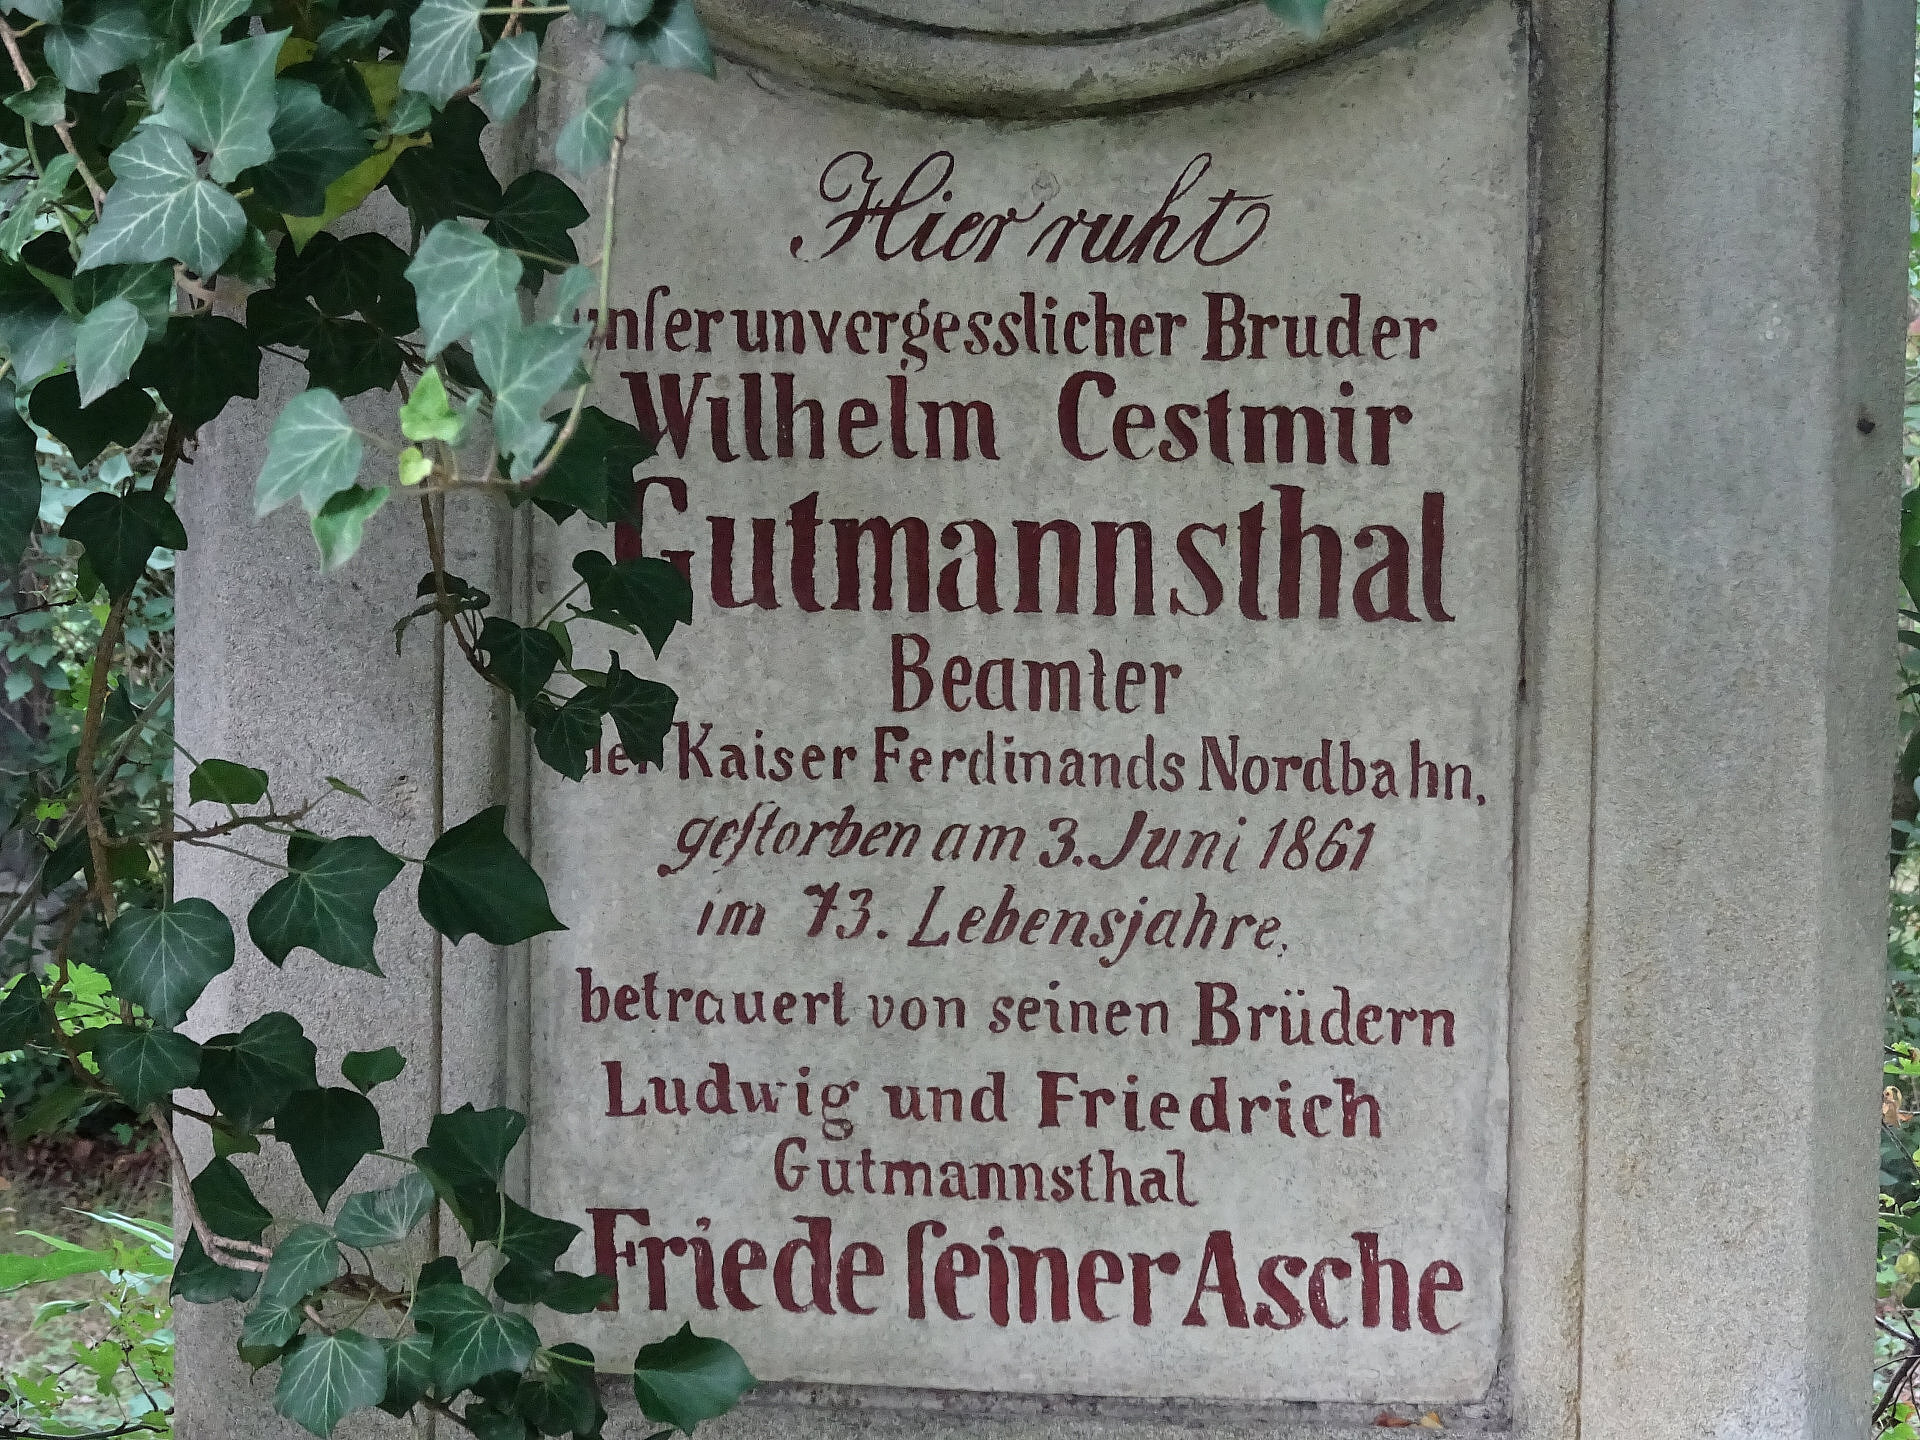 Hier ruht
unſer unvergesslicher Bruder
Wilhelm Cestmir
Gutmannsthal
Beamter
der Kaiser Ferdinands Nordbahn,
geſtorben am 3. Juni 1861
im 73. Lebensjahre,
betrauert von seinen Brüdern
Ludwig und Friedrich
Gutmannsthal
Friede ſeiner Asche